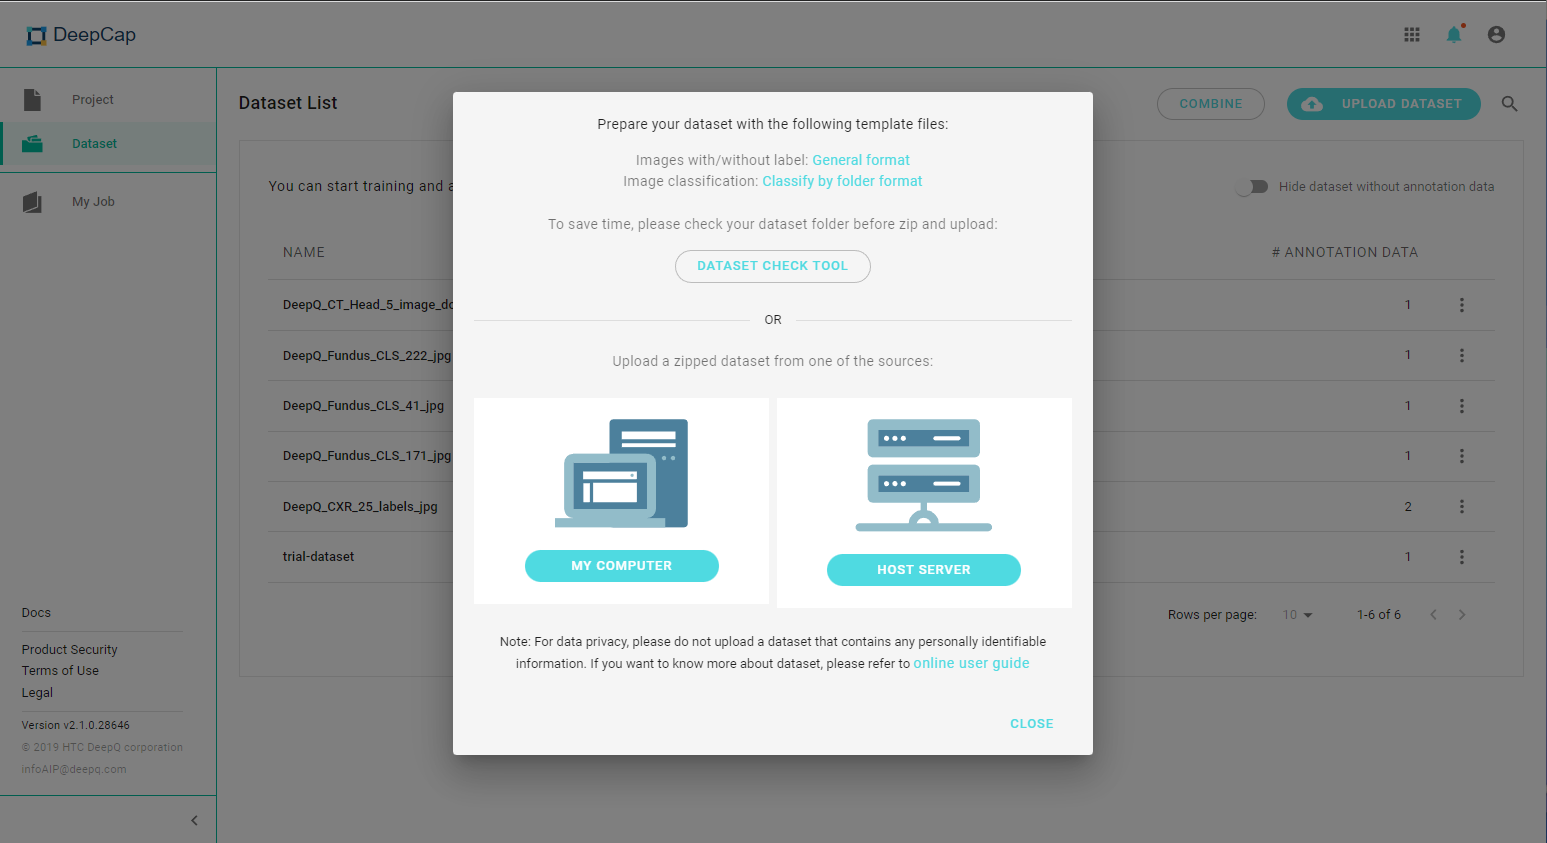 DeepCap
Project
Dataset
My Job
Docs
Product Security
Terms of Use
Legal
Version v2.1.0.28646
© 2019 HTC DeepQ corporation
infoAIP@deepq.com
Dataset List
COMBINE
UPLOAD DATASET
You can start training and a
Hide dataset without annotation data
NAME
# ANNOTATION DATA
DeepQ_CT_Head_5_image_dc
1
DeepQ_Fundus_CLS_222_jpg
1
DeepQ_Fundus_CLS_41_jpg
1
DeepQ_Fundus_CLS_171_jpg
1
DeepQ_CXR_25_labels_jpg
2
trial-dataset
1
Rows per page: 10 1-6 of 6
Prepare your dataset with the following template files:
Images with/without label: General format
Image classification: Classify by folder format
To save time, please check your dataset folder before zip and upload:
DATASET CHECK TOOL
OR
Upload a zipped dataset from one of the sources:
MY COMPUTER
HOST SERVER
Note: For data privacy, please do not upload a dataset that contains any personally identifiable
information. If you want to know more about dataset, please refer to online user guide
CLOSE